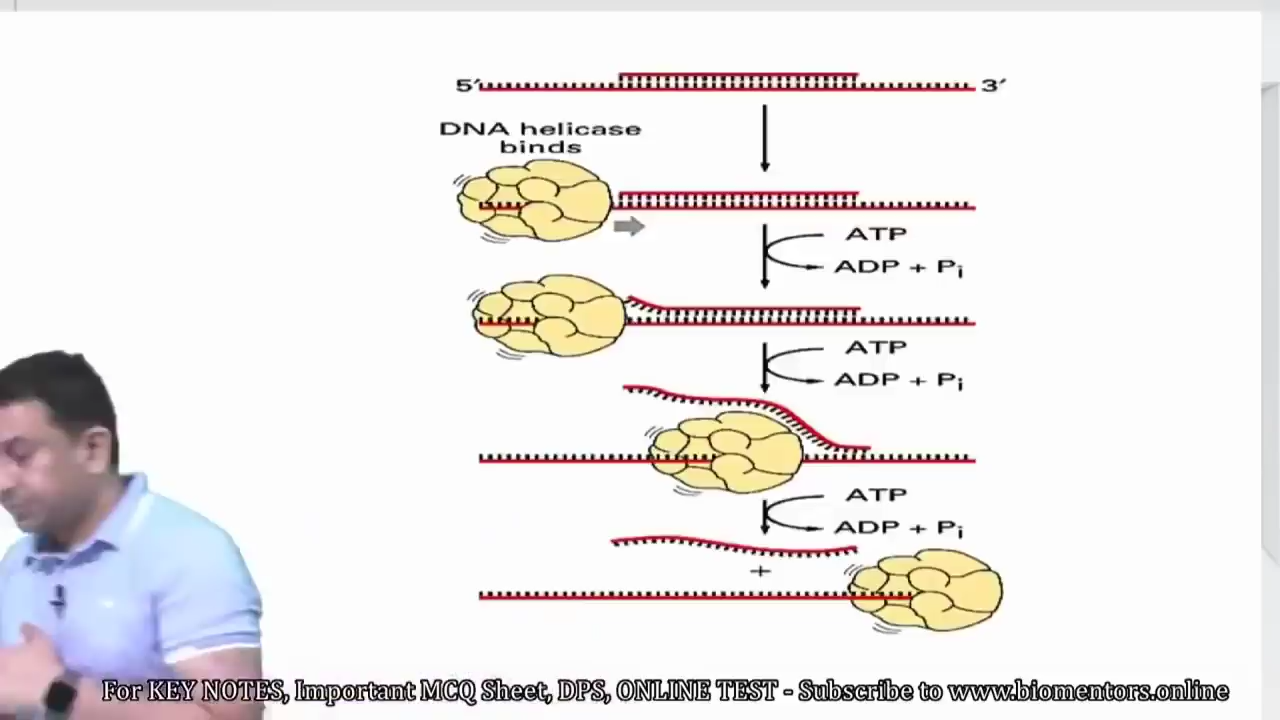 5′ 3′
DNA helicase
binds
ATP
ADP + Pi
ATP
ADP + Pi
ATP
ADP + Pi
+
For KEY NOTES, Important MCQ Sheet, DPS, ONLINE TEST - Subscribe to www.biomentors.online